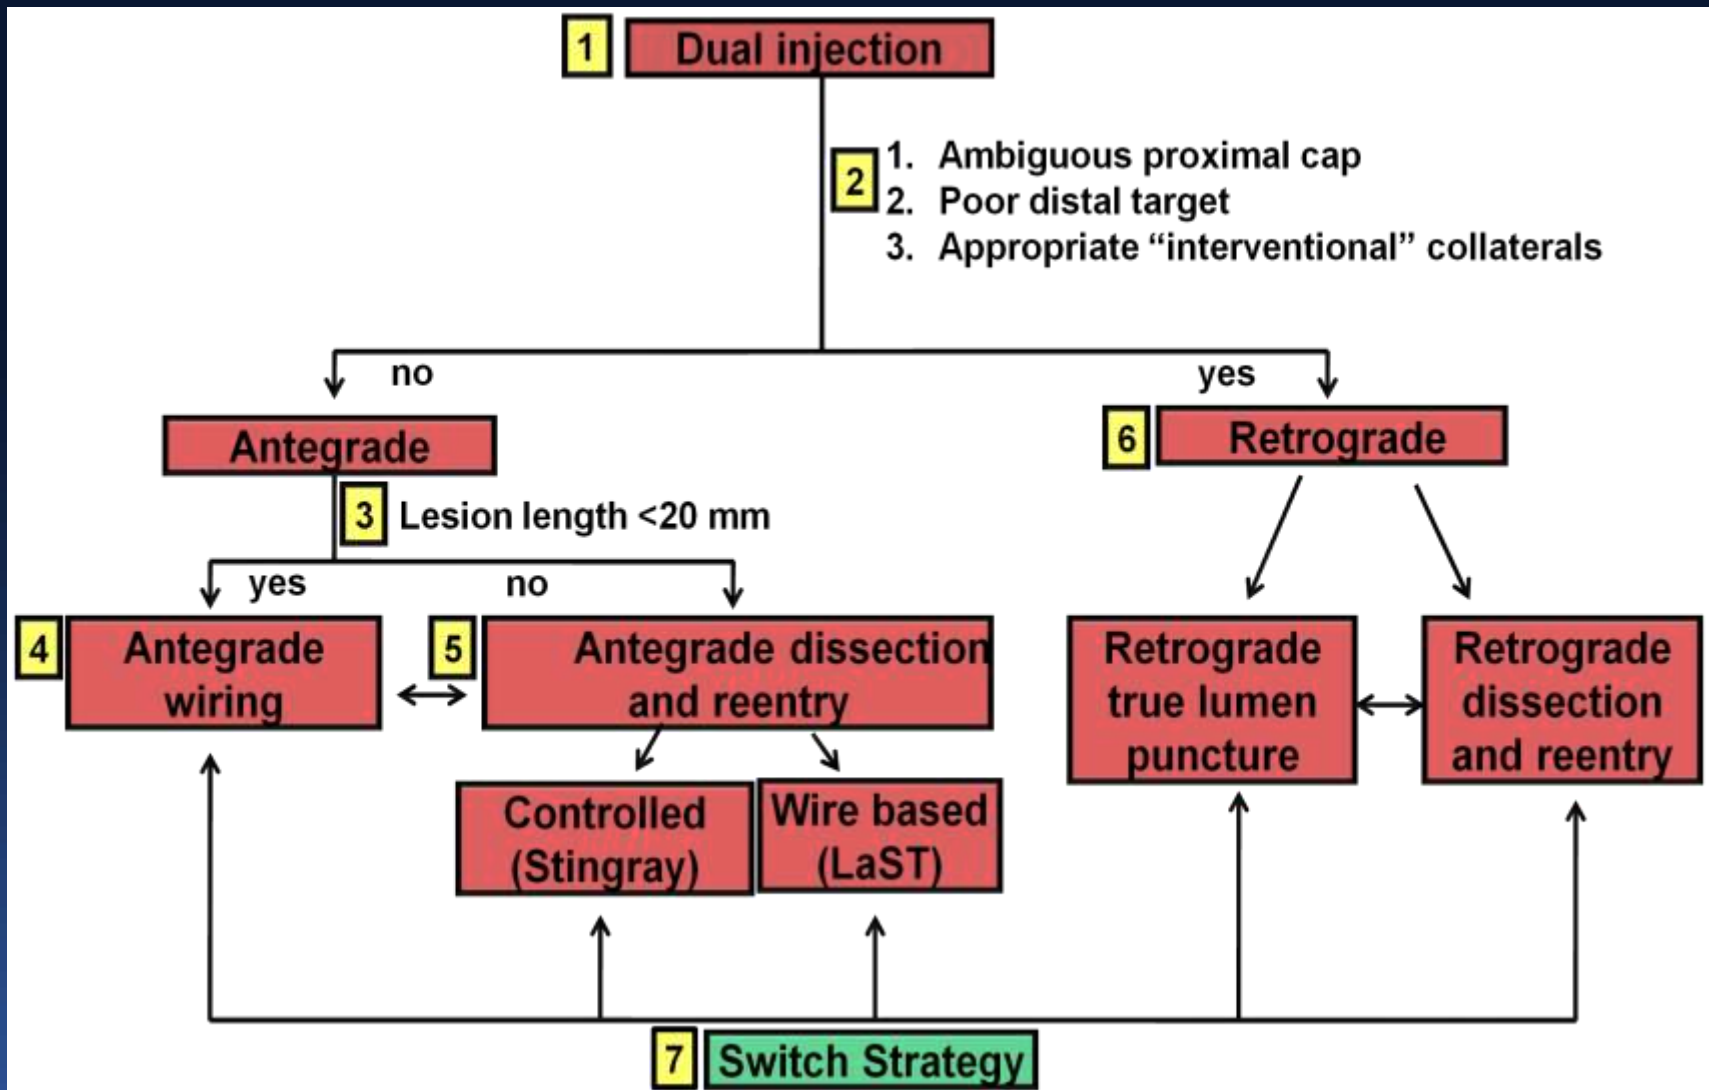 1 Dual injection
2
1. Ambiguous proximal cap
2. Poor distal target
3. Appropriate “interventional” collaterals
no
yes
Antegrade
6 Retrograde
3 Lesion length <20 mm
yes
no
4 Antegrade
wiring
5 Antegrade dissection
and reentry
Retrograde
true lumen
puncture
Retrograde
dissection
and reentry
Controlled
(Stingray)
Wire based
(LaST)
7 Switch Strategy